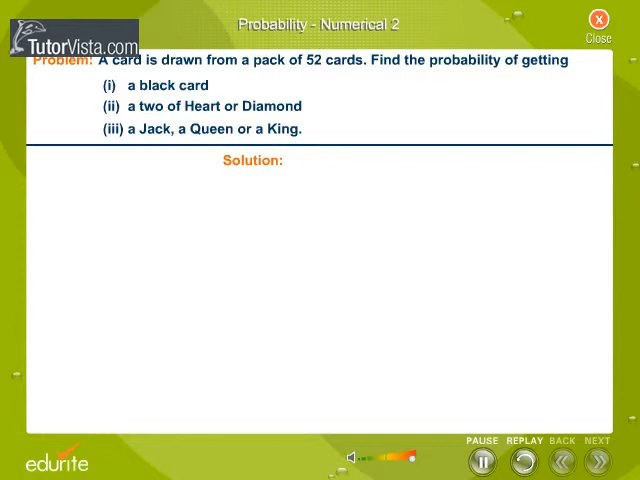 Probability - Numerical 2
Close
TutorVista.com
Problem: A card is drawn from a pack of 52 cards. Find the probability of getting
(i) a black card
(ii) a two of Heart or Diamond
(iii) a Jack, a Queen or a King.
Solution:
PAUSE REPLAY BACK NEXT
edurite